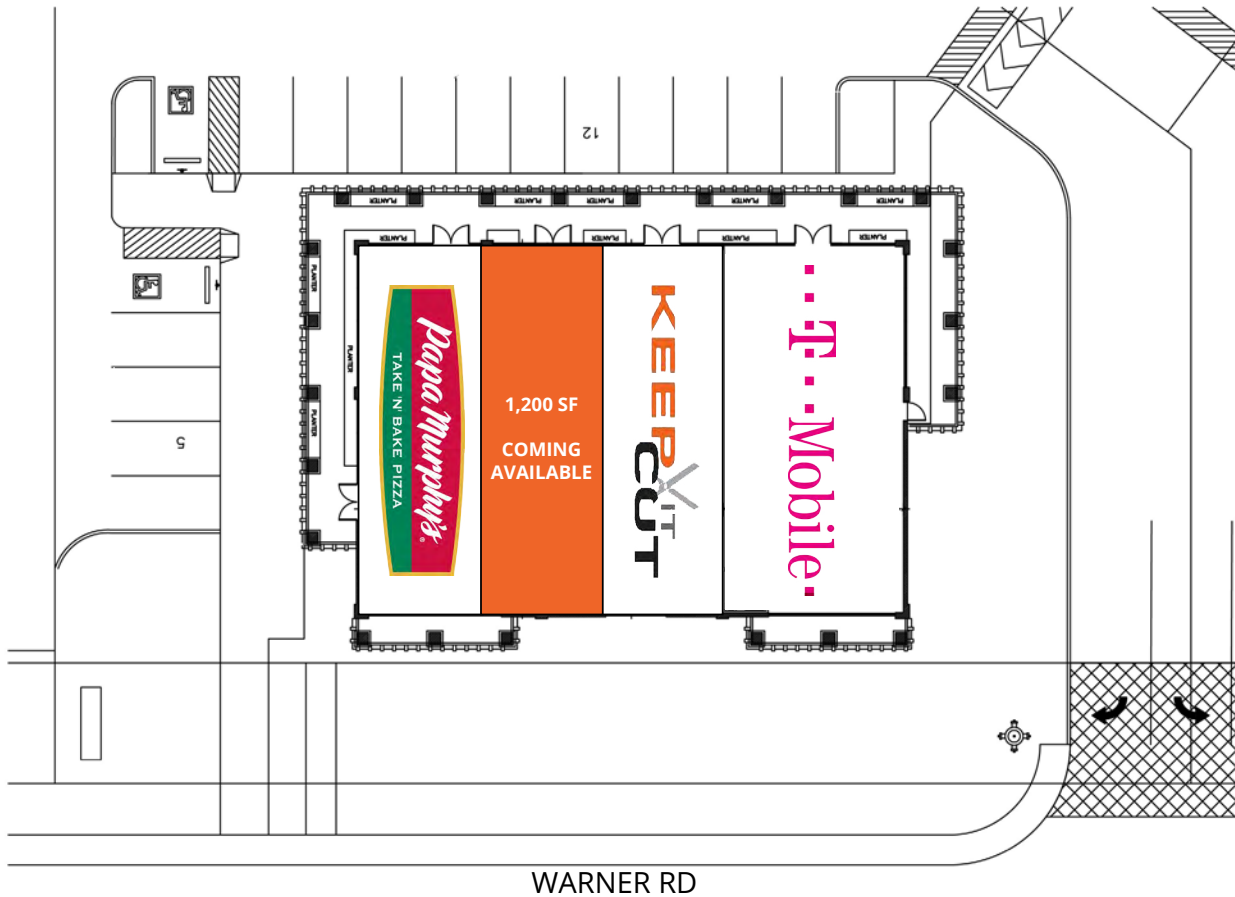 12
PLANTER
PLANTER
PLANTER
PLANTER
PLANTER
PLANTER
PLANTER
PLANTER
PLANTER
PLANTER
PLANTER
PLANTER
5
Papa Murphy's®
TAKE 'N' BAKE PIZZA
1,200 SF
COMING
AVAILABLE
KEEP
IT
CUT
T Mobile
WARNER RD